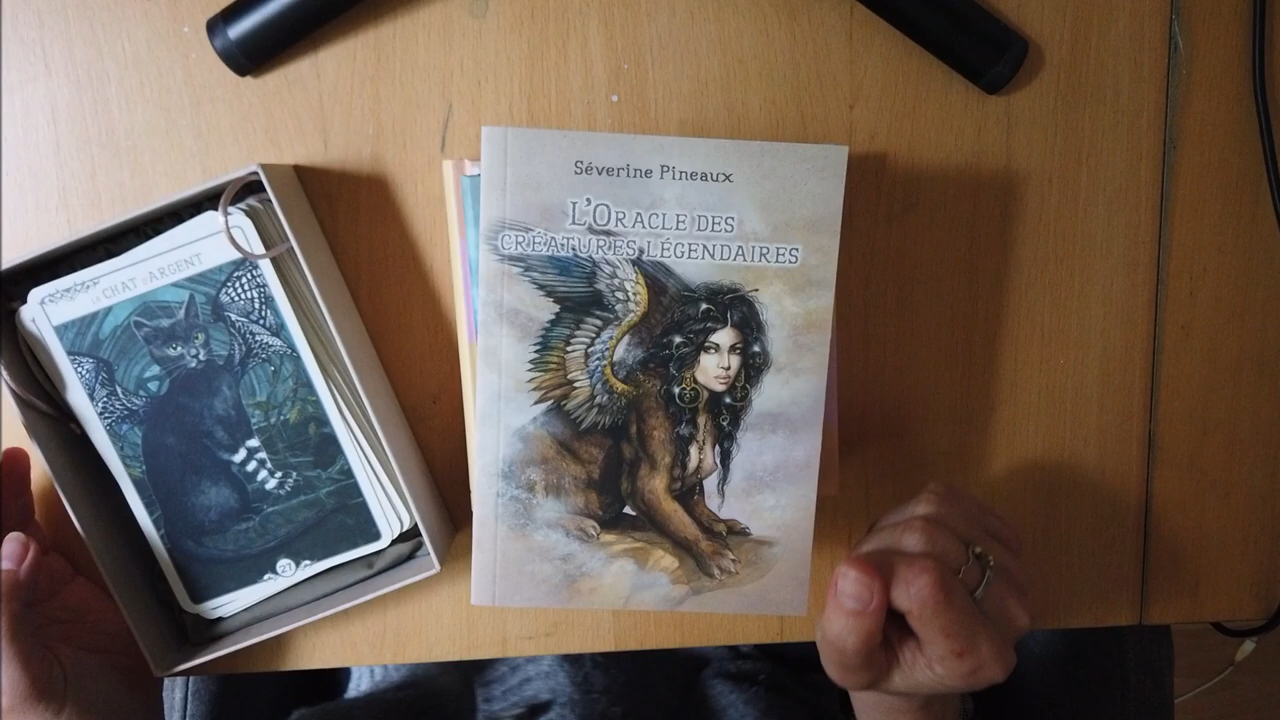 LE CHAT D'ARGENT
27
Séverine Pineaux
L'Oracle des
créatures légendaires